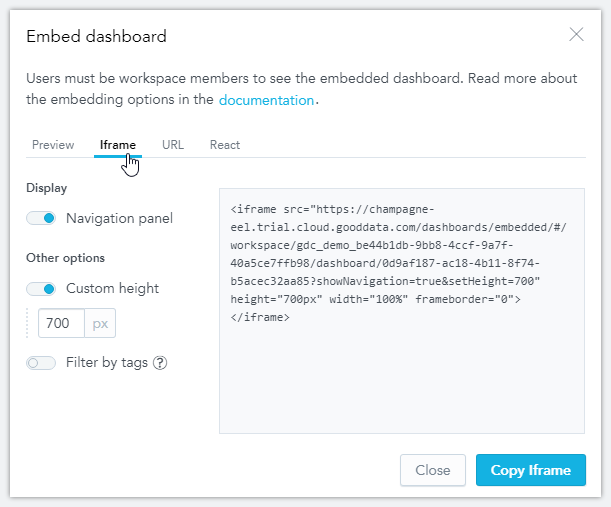 Embed dashboard
Users must be workspace members to see the embedded dashboard. Read more about
the embedding options in the documentation.
Preview Iframe URL React
Display
Navigation panel
Other options
Custom height
700 px
Filter by tags ?
<iframe src="https://champagne-
eel.trial.cloud.gooddata.com/dashboards/embedded/#/
workspace/gdc_demo_be44b1db-9bb8-4ccf-9a7f-
40a5ce7ffb98/dashboard/0d9af187-ac18-4b11-8f74-
b5acec32aa85?showNavigation=true&setHeight=700"
height="700px" width="100%" frameborder="0">
</iframe>
Close Copy Iframe